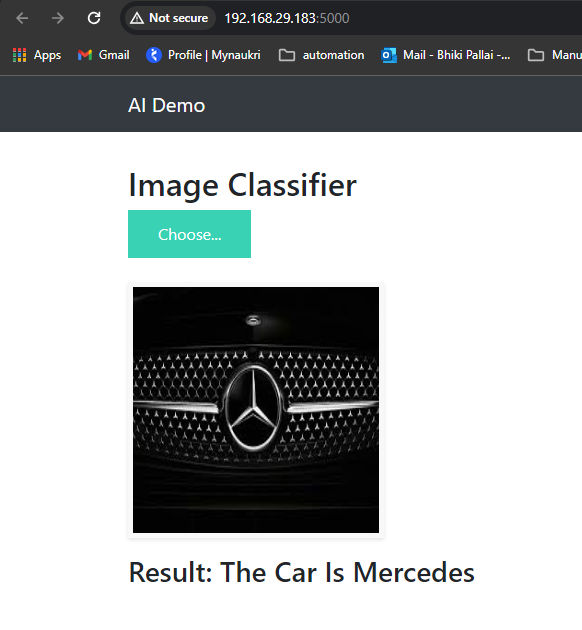 Not secure 192.168.29.183:5000
Apps Gmail Profile | Mynaukri automation Mail - Bhiki Pallai -... Manu
AI Demo
Image Classifier
Choose...
Result: The Car Is Mercedes